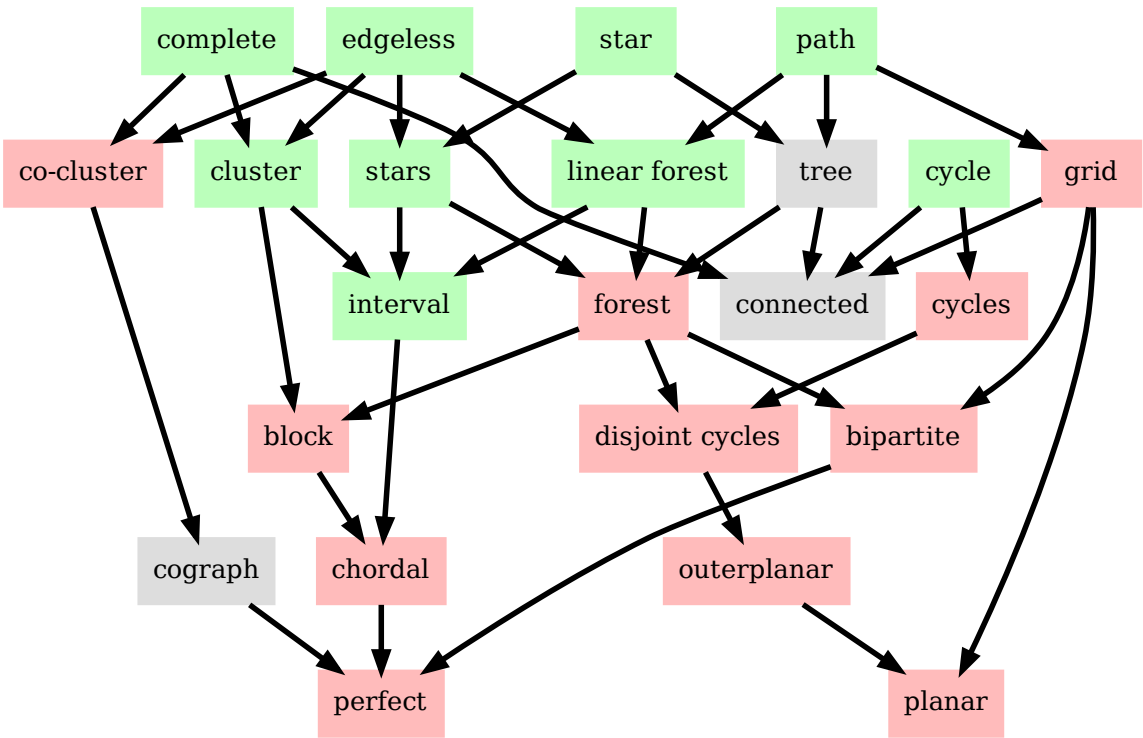 complete
edgeless
star
path
co-cluster
cluster
stars
linear forest
tree
cycle
grid
interval
forest
connected
cycles
block
disjoint cycles
bipartite
cograph
chordal
outerplanar
perfect
planar